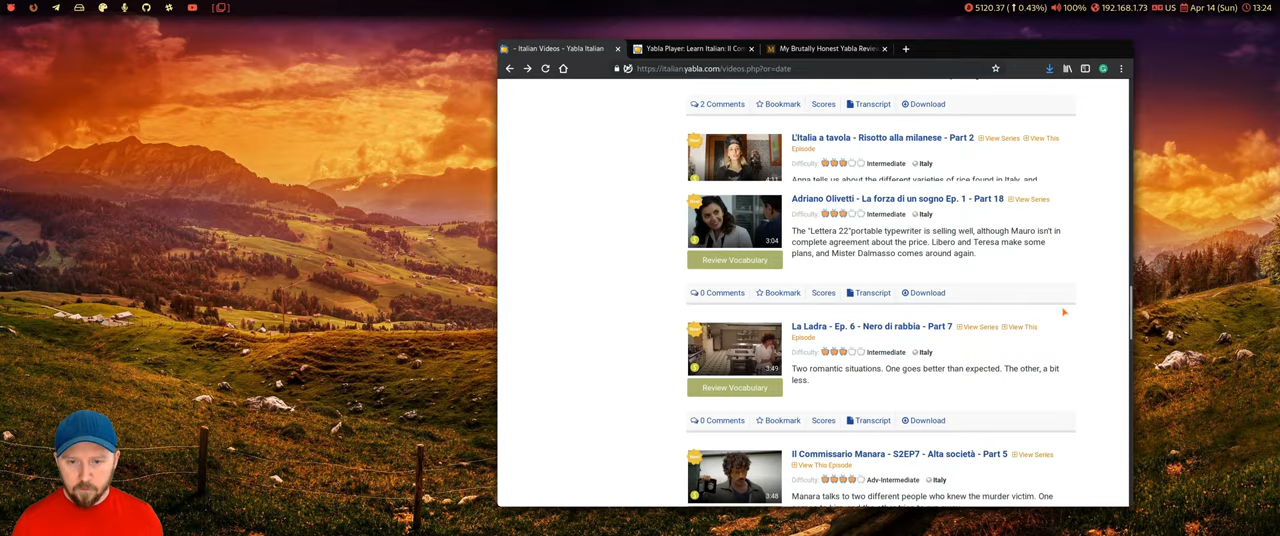 5120.37 (⬆ 0.43%) 100% 192.168.1.73 US Apr 14 (Sun) 13:24
- Italian Videos – Yabla Italian
Yabla Player: Learn Italian: Il Com
My Brutally Honest Yabla Review
https://italian.yabla.com/videos.php?or=date
2 Comments Bookmark Scores Transcript Download
L'Italia a tavola - Risotto alla milanese - Part 2 View Series View This
Episode
Difficulty: Intermediate Italy
4:11
Anna tells us about the different varieties of rice found in Italy, and
New!
Adriano Olivetti - La forza di un sogno Ep. 1 - Part 18 View Series
Difficulty: Intermediate Italy
3:04
The "Lettera 22"portable typewriter is selling well, although Mauro isn't in
complete agreement about the price. Libero and Teresa make some
plans, and Mister Dalmasso comes around again.
Review Vocabulary
0 Comments Bookmark Scores Transcript Download
New!
La Ladra - Ep. 6 - Nero di rabbia - Part 7 View Series View This
Episode
Difficulty: Intermediate Italy
3:49
Two romantic situations. One goes better than expected. The other, a bit
less.
Review Vocabulary
0 Comments Bookmark Scores Transcript Download
New!
Il Commissario Manara - S2EP7 - Alta società - Part 5 View Series
View This Episode
Difficulty: Adv-Intermediate Italy
3:48
Manara talks to two different people who knew the murder victim. One